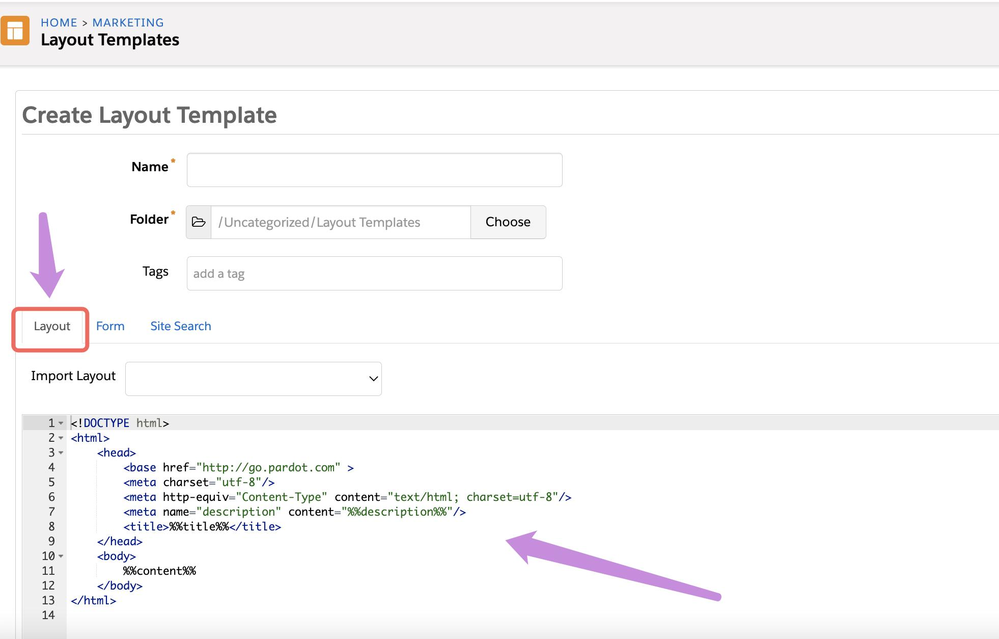 HOME > MARKETING
Layout Templates
Create Layout Template
Name *
Folder * /Uncategorized/Layout Templates Choose
Tags add a tag
Layout Form Site Search
Import Layout
1 <!DOCTYPE html>
2 <html>
3 <head>
4 <base href="http://go.pardot.com" >
5 <meta charset="utf-8"/>
6 <meta http-equiv="Content-Type" content="text/html; charset=utf-8"/>
7 <meta name="description" content="%%description%%"/>
8 <title>%%title%%</title>
9 </head>
10 <body>
11 %%content%%
12 </body>
13 </html>
14